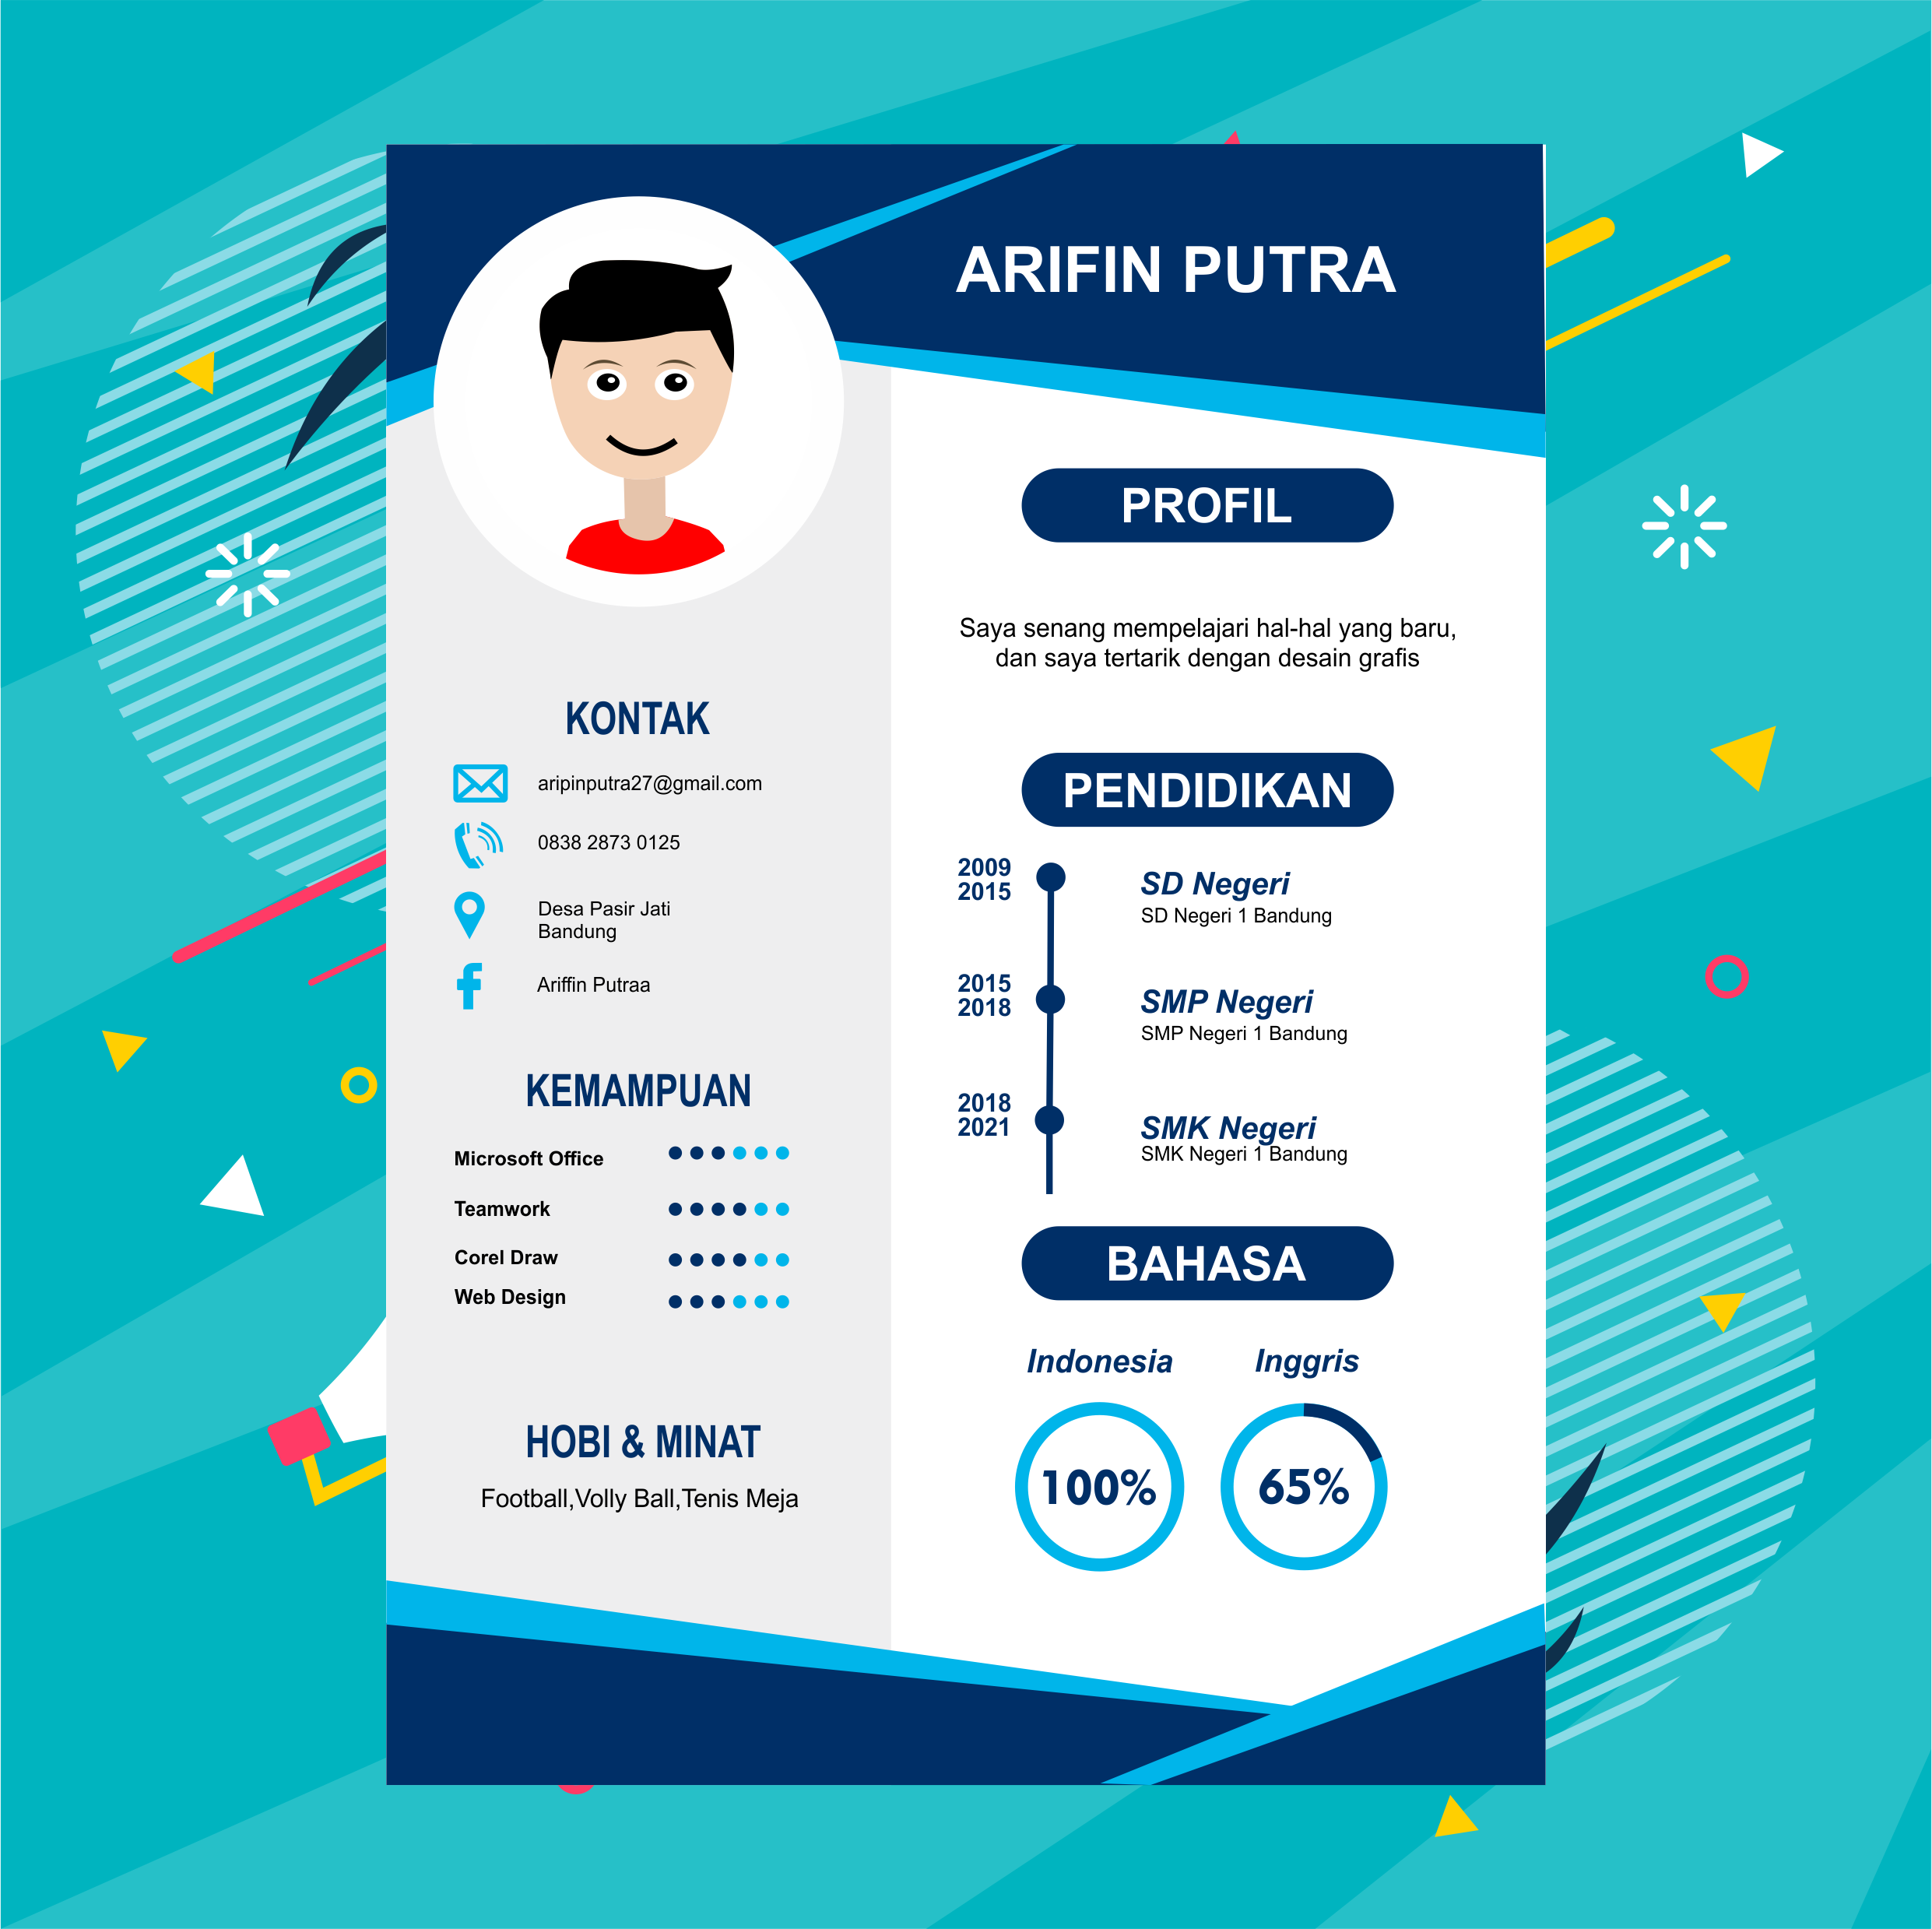 ARIFIN PUTRA
KONTAK
aripinputra27@gmail.com
0838 2873 0125
Desa Pasir Jati
Bandung
Ariffin Putraa
KEMAMPUAN
Microsoft Office
Teamwork
Corel Draw
Web Design
HOBI & MINAT
Football,Volly Ball,Tenis Meja
PROFIL
Saya senang mempelajari hal-hal yang baru,
dan saya tertarik dengan desain grafis
PENDIDIKAN
2009
2015
SD Negeri
SD Negeri 1 Bandung
2015
2018
SMP Negeri
SMP Negeri 1 Bandung
2018
2021
SMK Negeri
SMK Negeri 1 Bandung
BAHASA
Indonesia
100%
Inggris
65%